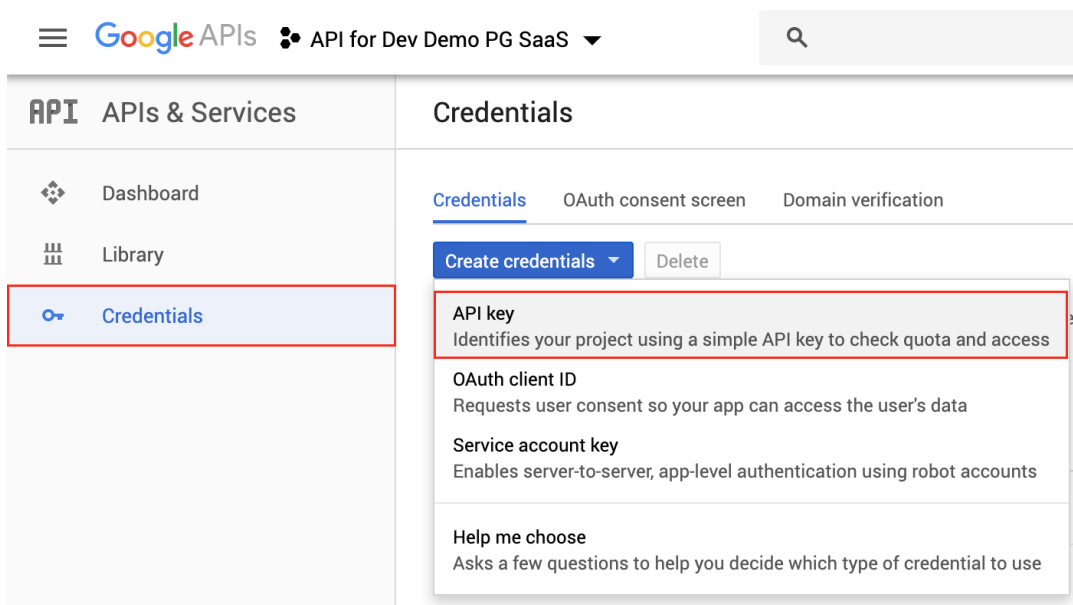 Google APIs API for Dev Demo PG SaaS
API APIs & Services
Credentials
Dashboard
Library
Credentials
Credentials OAuth consent screen Domain verification
Create credentials Delete
API key
Identifies your project using a simple API key to check quota and access
OAuth client ID
Requests user consent so your app can access the user's data
Service account key
Enables server-to-server, app-level authentication using robot accounts
Help me choose
Asks a few questions to help you decide which type of credential to use